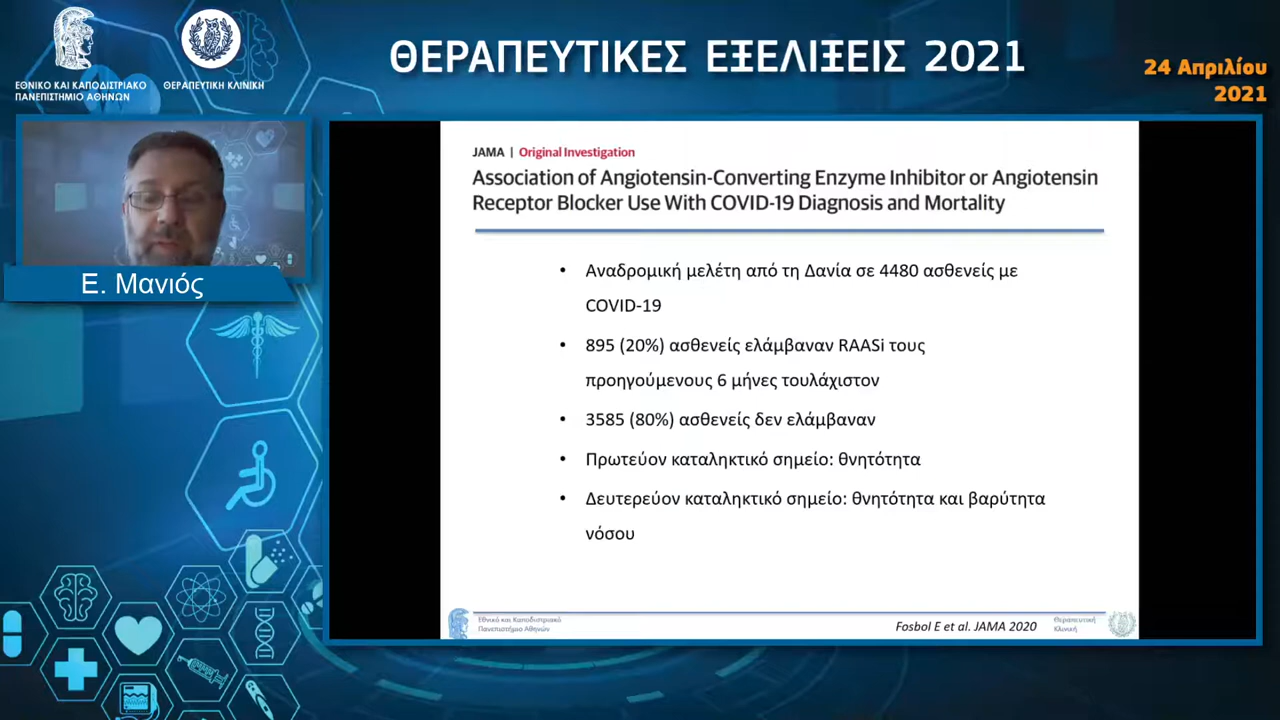 ΕΘΝΙΚΟ ΚΑΙ ΚΑΠΟΔΙΣΤΡΙΑΚΟ
ΠΑΝΕΠΙΣΤΗΜΙΟ ΑΘΗΝΩΝ
ΘΕΡΑΠΕΥΤΙΚΗ ΚΛΙΝΙΚΗ
ΘΕΡΑΠΕΥΤΙΚΕΣ ΕΞΕΛΙΞΕΙΣ 2021
24 Απριλίου
2021
Ε. Μανιός
JAMA | Original Investigation
Association of Angiotensin-Converting Enzyme Inhibitor or Angiotensin
Receptor Blocker Use With COVID-19 Diagnosis and Mortality
• Αναδρομική μελέτη από τη Δανία σε 4480 ασθενείς με
COVID-19
• 895 (20%) ασθενείς ελάμβαναν RAASi τους
προηγούμενους 6 μήνες τουλάχιστον
• 3585 (80%) ασθενείς δεν ελάμβαναν
• Πρωτεύον καταληκτικό σημείο: θνητότητα
• Δευτερεύον καταληκτικό σημείο: θνητότητα και βαρύτητα
νόσου
Εθνικό και Καποδιστριακό
Πανεπιστήμιο Αθηνών
Fosbol E et al. JAMA 2020
Θεραπευτική
Κλινική